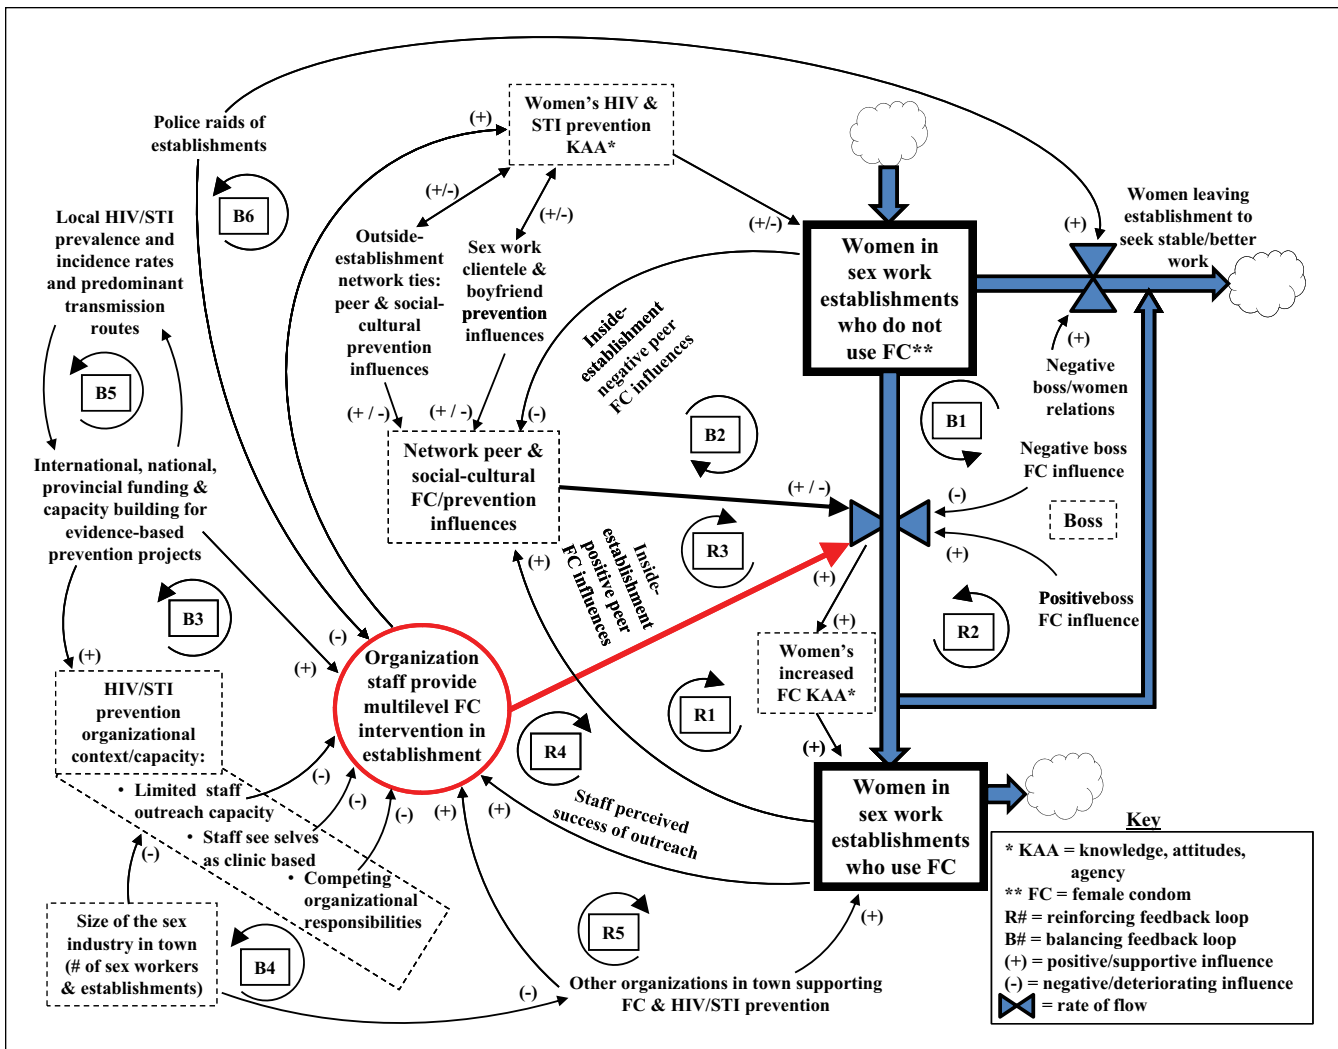 Police raids of
establishments
(+)
Women's HIV &
STI prevention
KAA*
(+/-)
(+/-)
(+/-)
B6
Local HIV/STI
prevalence and
incidence rates
and predominant
transmission
routes
Outside-
establishment
network ties:
peer & social-
cultural
prevention
influences
Sex work
clientele &
boyfriend
prevention
influences
Inside-
establishment
negative peer
FC influences
Women in
sex work
establishments
who do not
use FC**
(+)
Women leaving
establishment to
seek stable/better
work
(+)
Negative
boss/women
relations
B5
(+ / -)
(+ / -)
(-)
B2
B1
International, national,
provincial funding &
capacity building for
evidence-based
prevention projects
Network peer &
social-cultural
FC/prevention
influences
(+ / -)
Negative boss
FC influence
(-)
Boss
(+)
Positiveboss
FC influence
(+)
Inside-
establishment
positive peer
FC influences
R3
(+)
(+)
R2
B3
(-)
(+)
(+)
Women's
increased
FC KAA*
(+)
HIV/STI
prevention
organizational
context/capacity:
Organization
staff provide
multilevel FC
intervention in
establishment
R1
R4
• Limited staff
outreach capacity
(-)
• Staff see selves
as clinic based
(-)
• Competing
organizational
responsibilities
(-)
(+)
(+)
Staff perceived
success of outreach
Women in
sex work
establishments
who use FC
(-)
Size of the sex
industry in town
(# of sex workers
& establishments)
B4
R5
(+)
(-)
Other organizations in town supporting
FC & HIV/STI prevention
Key
* KAA = knowledge, attitudes,
agency
** FC = female condom
R# = reinforcing feedback loop
B# = balancing feedback loop
(+) = positive/supportive influence
(-) = negative/deteriorating influence
= rate of flow